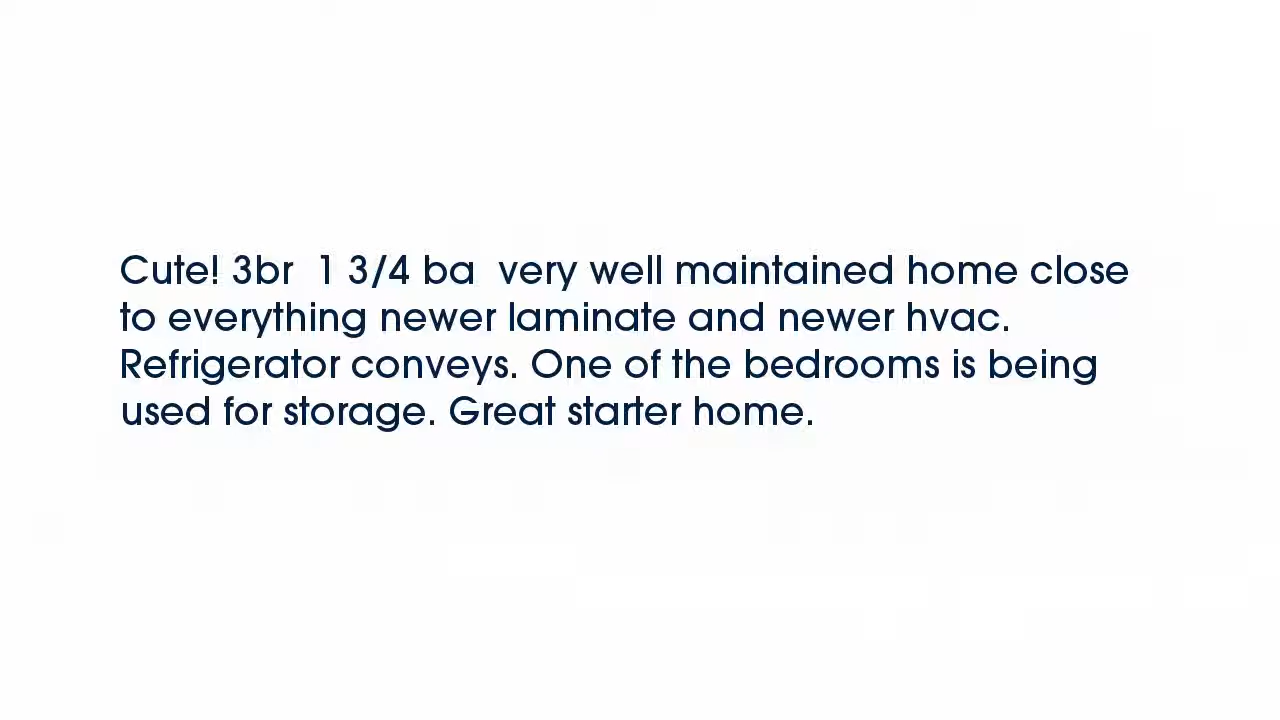 Cute! 3br  1 3/4 ba  very well maintained home close
to everything newer laminate and newer hvac.
Refrigerator conveys. One of the bedrooms is being
used for storage. Great starter home.